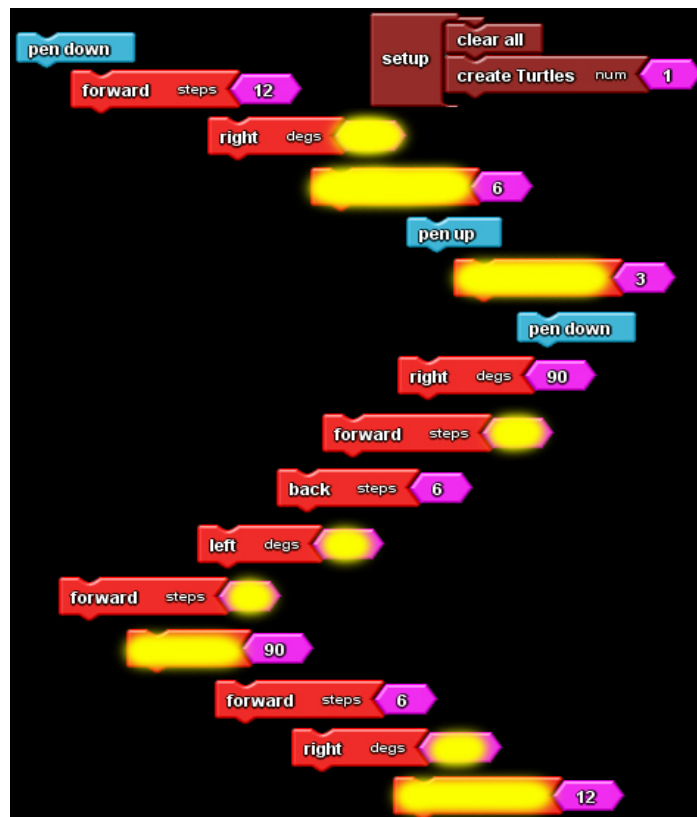 pen down
setup
clear all
create Turtles num 1
forward steps 12
right degs
6
pen up
3
pen down
right degs 90
forward steps
back steps 6
left degs
forward steps
90
forward steps 6
right degs
12